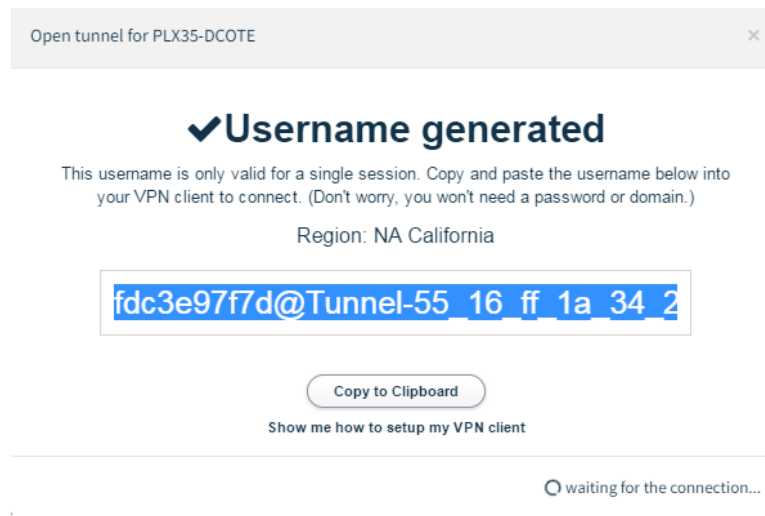 Open tunnel for PLX35-DCOTE ×
✔Username generated
This username is only valid for a single session. Copy and paste the username below into
your VPN client to connect. (Don't worry, you won't need a password or domain.)
Region: NA California
fdc3e97f7d@Tunnel-55_16_ff_1a_34_2
Copy to Clipboard
Show me how to setup my VPN client
waiting for the connection...